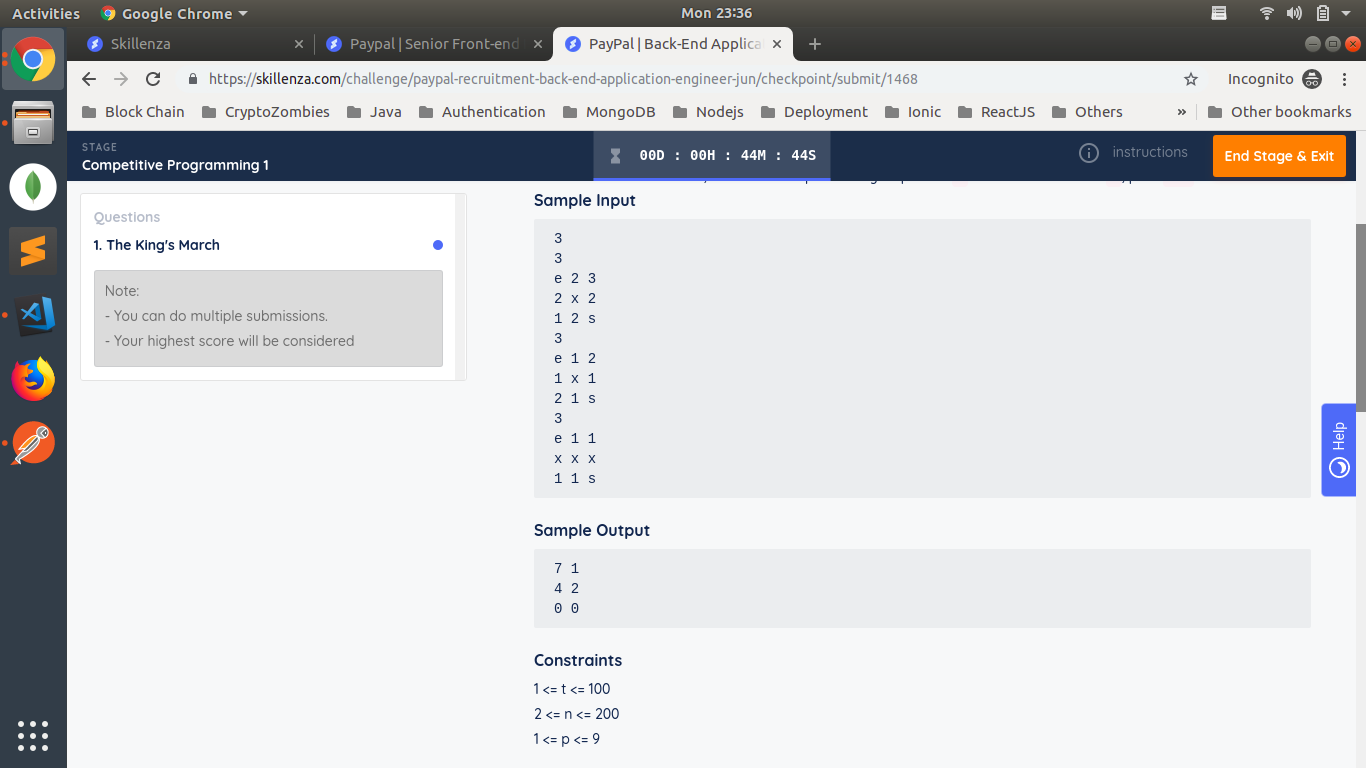 Activities Google Chrome Mon 23:36
Skillenza Paypal | Senior Front-end PayPal | Back-End Applica
https://skillenza.com/challenge/paypal-recruitment-back-end-application-engineer-jun/checkpoint/submit/1468 Incognito
Block Chain CryptoZombies Java Authentication MongoDB Nodejs Deployment Ionic ReactJS Others » Other bookmarks
STAGE
Competitive Programming 1
00D : 00H : 44M : 44S
instructions
End Stage & Exit
Questions
1. The King's March
Note:
- You can do multiple submissions.
- Your highest score will be considered
Sample Input
3
3
e 2 3
2 x 2
1 2 s
3
e 1 2
1 x 1
2 1 s
3
e 1 1
x x x
1 1 s
Sample Output
7 1
4 2
0 0
Constraints
1 <= t <= 100
2 <= n <= 200
1 <= p <= 9
Help